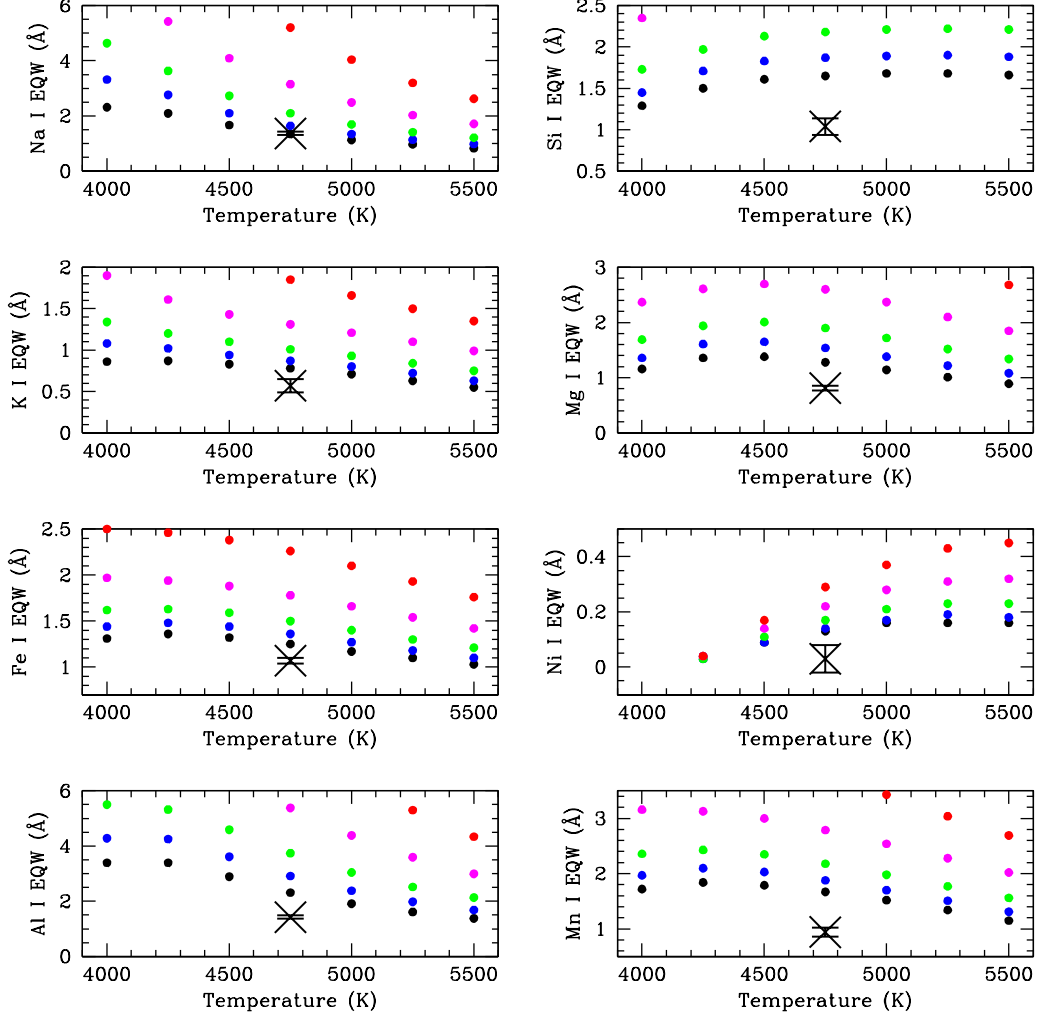 6
4
2
0
Na I EQW (Å)
4000 4500 5000 5500
Temperature (K)
2.5
2
1.5
1
0.5
Si I EQW (Å)
4000 4500 5000 5500
Temperature (K)
2
1.5
1
0.5
0
K I EQW (Å)
4000 4500 5000 5500
Temperature (K)
3
2
1
0
Mg I EQW (Å)
4000 4500 5000 5500
Temperature (K)
2.5
2
1.5
1
Fe I EQW (Å)
4000 4500 5000 5500
Temperature (K)
0.4
0.2
0
Ni I EQW (Å)
4000 4500 5000 5500
Temperature (K)
6
4
2
0
Al I EQW (Å)
4000 4500 5000 5500
Temperature (K)
3
2
1
Mn I EQW (Å)
4000 4500 5000 5500
Temperature (K)